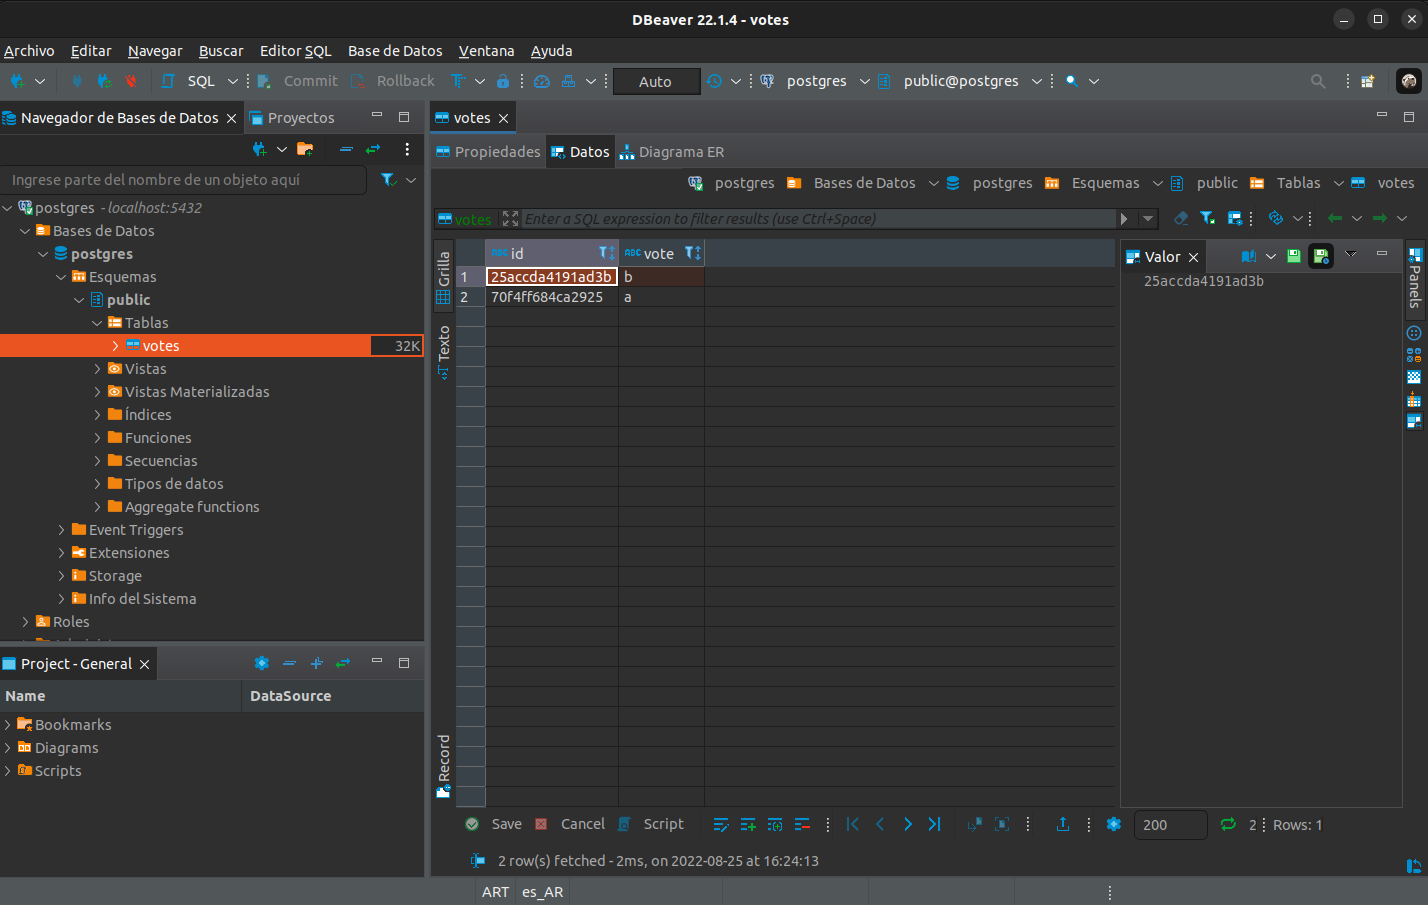 DBeaver 22.1.4 - votes
Archivo Editar Navegar Buscar Editor SQL Base de Datos Ventana Ayuda
SQL Commit Rollback Auto postgres public@postgres
Navegador de Bases de Datos Proyectos
Ingrese parte del nombre de un objeto aquí
postgres - localhost:5432
Bases de Datos
postgres
Esquemas
public
Tablas
votes 32K
Vistas
Vistas Materializadas
Índices
Funciones
Secuencias
Tipos de datos
Aggregate functions
Event Triggers
Extensiones
Storage
Info del Sistema
Roles
Project - General
Name DataSource
Bookmarks
Diagrams
Scripts
votes
Propiedades Datos Diagrama ER
postgres Bases de Datos postgres Esquemas public Tablas votes
votes Enter a SQL expression to filter results (use Ctrl+Space)
Grilla
Texto
Record
ABC id ABC vote
1 25accda4191ad3b b
2 70f4ff684ca2925 a
Valor
25accda4191ad3b
Panels
Save Cancel Script 200 2 Rows: 1
2 row(s) fetched - 2ms, on 2022-08-25 at 16:24:13
ART es_AR